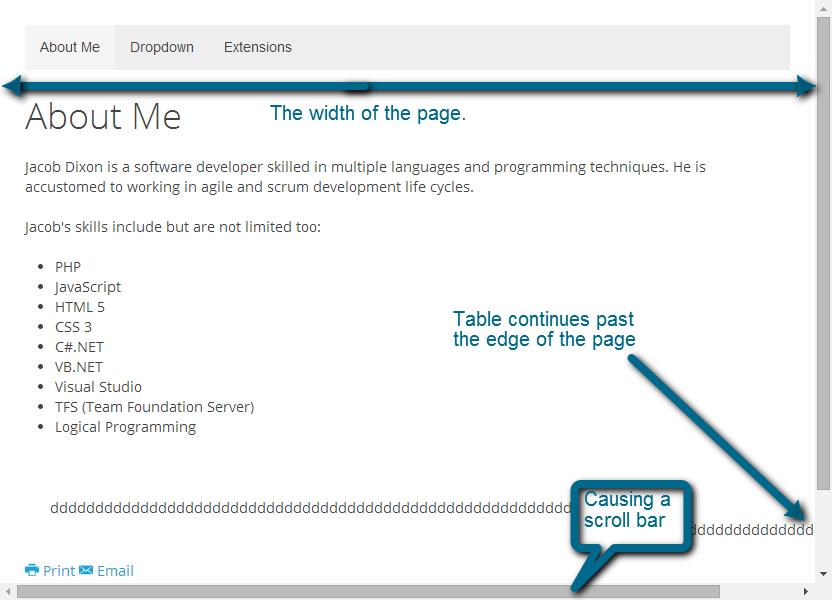 About Me Dropdown Extensions
The width of the page.
About Me
Jacob Dixon is a software developer skilled in multiple languages and programming techniques. He is
accustomed to working in agile and scrum development life cycles.
Jacob's skills include but are not limited too:
PHP
JavaScript
HTML 5
CSS 3
C#.NET
VB.NET
Visual Studio
TFS (Team Foundation Server)
Logical Programming
Table continues past
the edge of the page
dddddddddddddddddddddddddddddddddddddddddddddddddddddddddd
Causing a
scroll bar
dddddddddddddd
Print Email